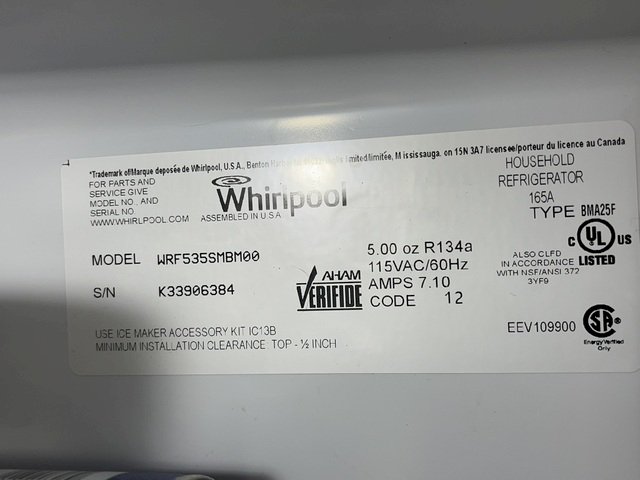 *Trademark of/Marque deposée de Whirlpool, U.S.A., Benton limited/limitée, Mississauga, on 15N 3A7 licensee/porteur du licence au Canada
FOR PARTS AND
SERVICE GIVE
MODEL NO., AND
SERIAL NO
WWW.WHIRLPOOL.COM
Whirlpool
ASSEMBLED IN U.S.A
HOUSEHOLD
REFRIGERATOR
165A
TYPE BMA25F
MODEL WRF535SMBM00
S/N K33906384
AHAM
VERIFIDE
5.00 oz R134a
115VAC/60Hz
AMPS 7.10
CODE 12
C UL US
LISTED
ALSO CLFD
IN ACCORDANCE
WITH NSF/ANSI 372
3YF9
USE ICE MAKER ACCESSORY KIT IC13B
MINIMUM INSTALLATION CLEARANCE: TOP - ½ INCH
EEV109900
CSA
Energy Verified
Only